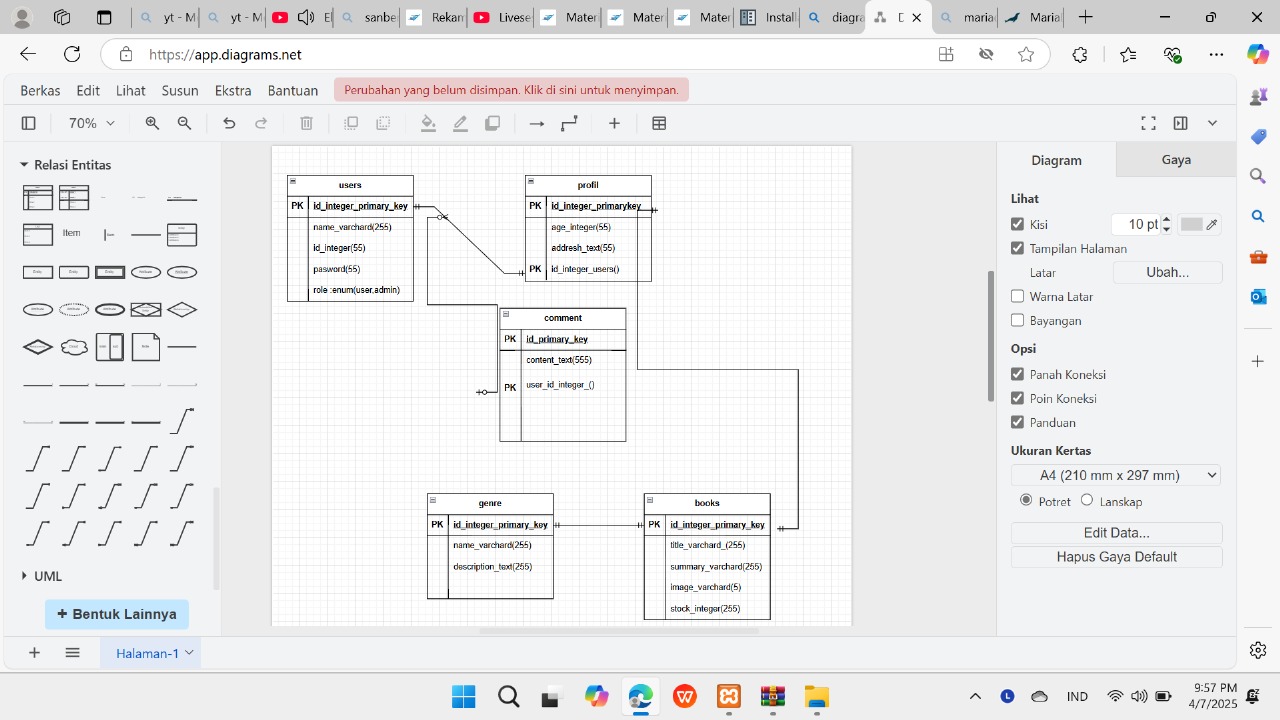 yt - M
yt - M
E
sanbe
Rekan
Livese
Mater
Mater
Mater
Install
diagra
D
maria
Maria
https://app.diagrams.net
Berkas Edit Lihat Susun Ekstra Bantuan Perubahan yang belum disimpan. Klik di sini untuk menyimpan.
70%
Relasi Entitas
Item
UML
+ Bentuk Lainnya
Halaman-1
users
PK id_integer_primary_key
name_varchard(255)
id_integer(55)
pasword(55)
role :enum(user,admin)
profil
PK id_integer_primarykey
age_integer(55)
addresh_text(55)
PK id_integer_users()
comment
PK id_primary_key
content_text(555)
PK user_id_integer_()
genre
PK id_integer_primary_key
name_varchard(255)
description_text(255)
books
PK id_integer_primary_key
title_varchard_(255)
summary_varchard(255)
image_varchard(5)
stock_integer(255)
Diagram Gaya
Lihat
Kisi 10 pt
Tampilan Halaman
Latar Ubah...
Warna Latar
Bayangan
Opsi
Panah Koneksi
Poin Koneksi
Panduan
Ukuran Kertas
A4 (210 mm x 297 mm)
Potret Lanskap
Edit Data...
Hapus Gaya Default
L
IND
9:57 PM
4/7/2025